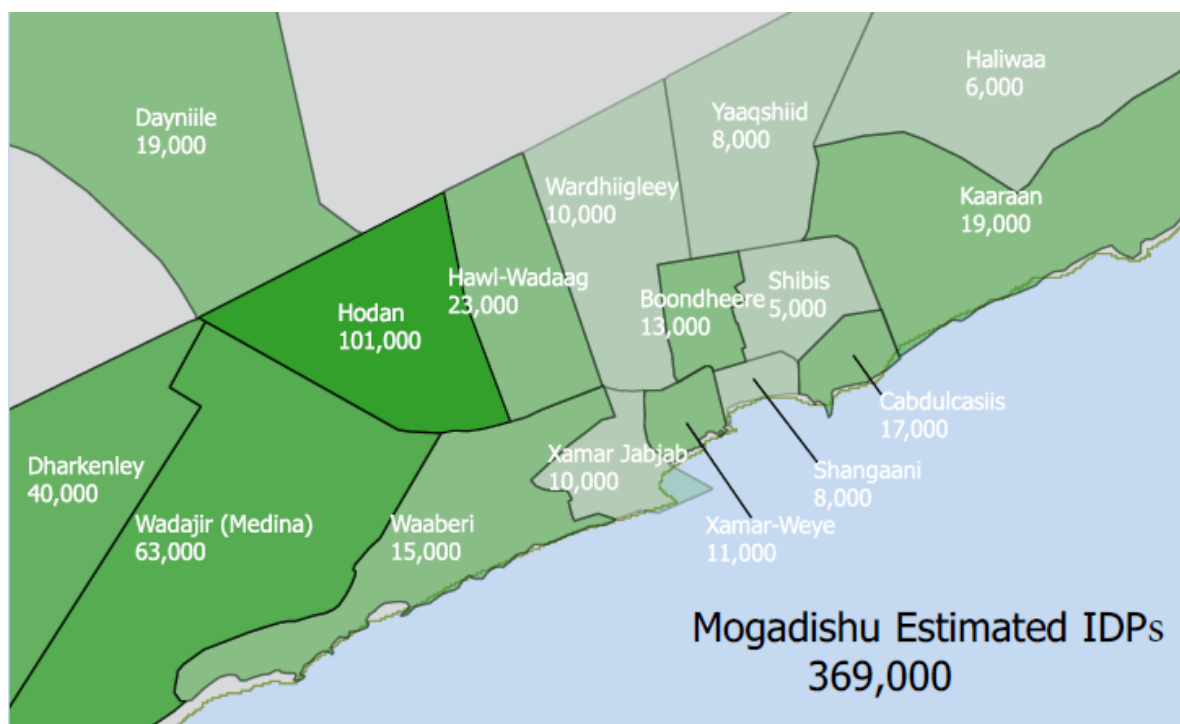 Haliwaa
6,000
Dayniile
19,000
Yaaqshiid
8,000
Wardhiigleey
10,000
Kaaraan
19,000
Hawl-Wadaag
23,000
Boondheere
13,000
Shibis
5,000
Hodan
101,000
Cabdulcasiis
17,000
Dharkenley
40,000
Xamar Jabjab
10,000
Shangaani
8,000
Wadajir (Medina)
63,000
Waaberi
15,000
Xamar-Weye
11,000
Mogadishu Estimated IDPs
369,000